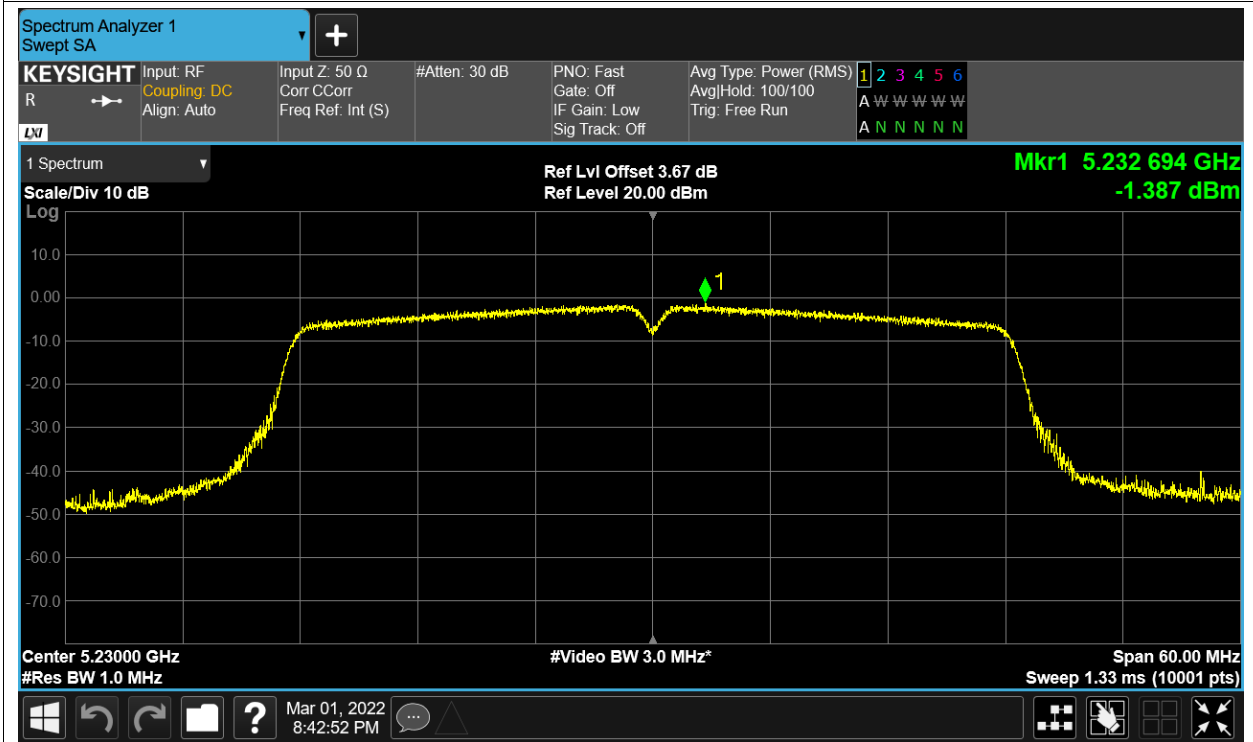 Spectrum Analyzer 1
Swept SA
KEYSIGHT
R
LXI
Input: RF
Coupling: DC
Align: Auto
Input Z: 50 Ω
Corr CCorr
Freq Ref: Int (S)
#Atten: 30 dB
PNO: Fast
Gate: Off
IF Gain: Low
Sig Track: Off
Avg Type: Power (RMS)
Avg|Hold: 100/100
Trig: Free Run
1 2 3 4 5 6
A W W W W W
A N N N N N
1 Spectrum
Scale/Div 10 dB
Log
Ref Lvl Offset 3.67 dB
Ref Level 20.00 dBm
Mkr1 5.232 694 GHz
-1.387 dBm
1
10.0
0.00
-10.0
-20.0
-30.0
-40.0
-50.0
-60.0
-70.0
Center 5.23000 GHz
#Res BW 1.0 MHz
#Video BW 3.0 MHz*
Span 60.00 MHz
Sweep 1.33 ms (10001 pts)
?
Mar 01, 2022
8:42:52 PM